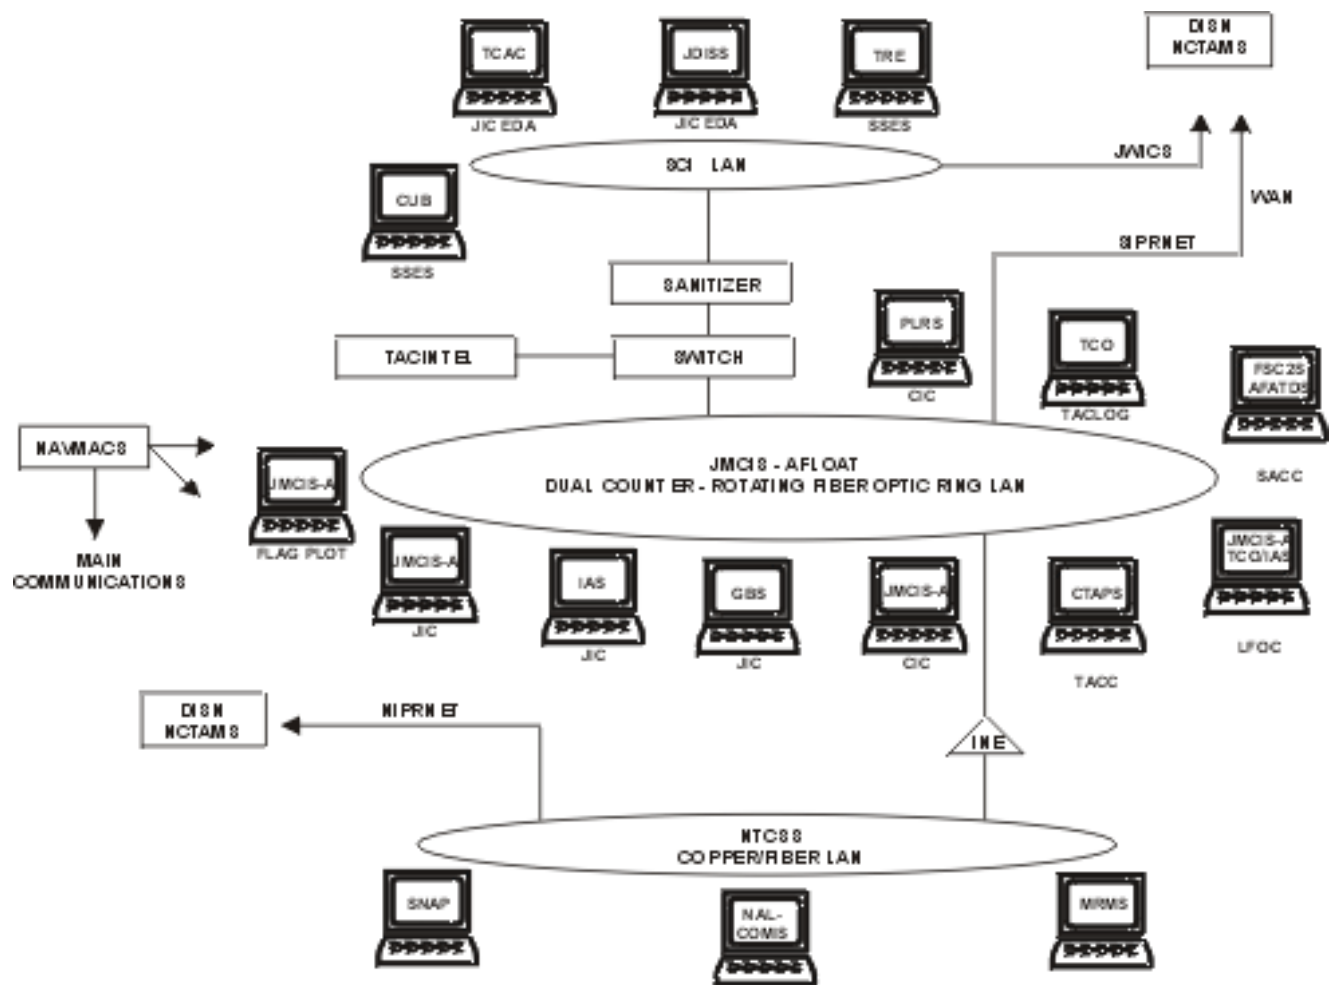 TCAC
JIC EDA
JDISS
JIC EDA
TRE
SSES
DISN
NCTAMS
SCI LAN
JWICS
WAN
CUB
SSES
SIPRNET
SANITIZER
TACINTEL
SWITCH
PLRS
CIC
TCO
TACLOG
FSC2S
AFATDS
SACC
NAVMACS
MAIN
COMMUNICATIONS
JMCIS - AFLOAT
DUAL COUNTER - ROTATING FIBER OPTIC RING LAN
JMCIS-A
FLAG PLOT
JMCIS-A
JIC
IAS
JIC
GBS
JIC
JMCIS-A
CIC
CTAPS
TACC
JMCIS-A
TCO/IAS
LFOC
DISN
NCTAMS
NIPRNET
INE
NTCSS
COPPER/FIBER LAN
SNAP
NAL-
COMIS
MRMS